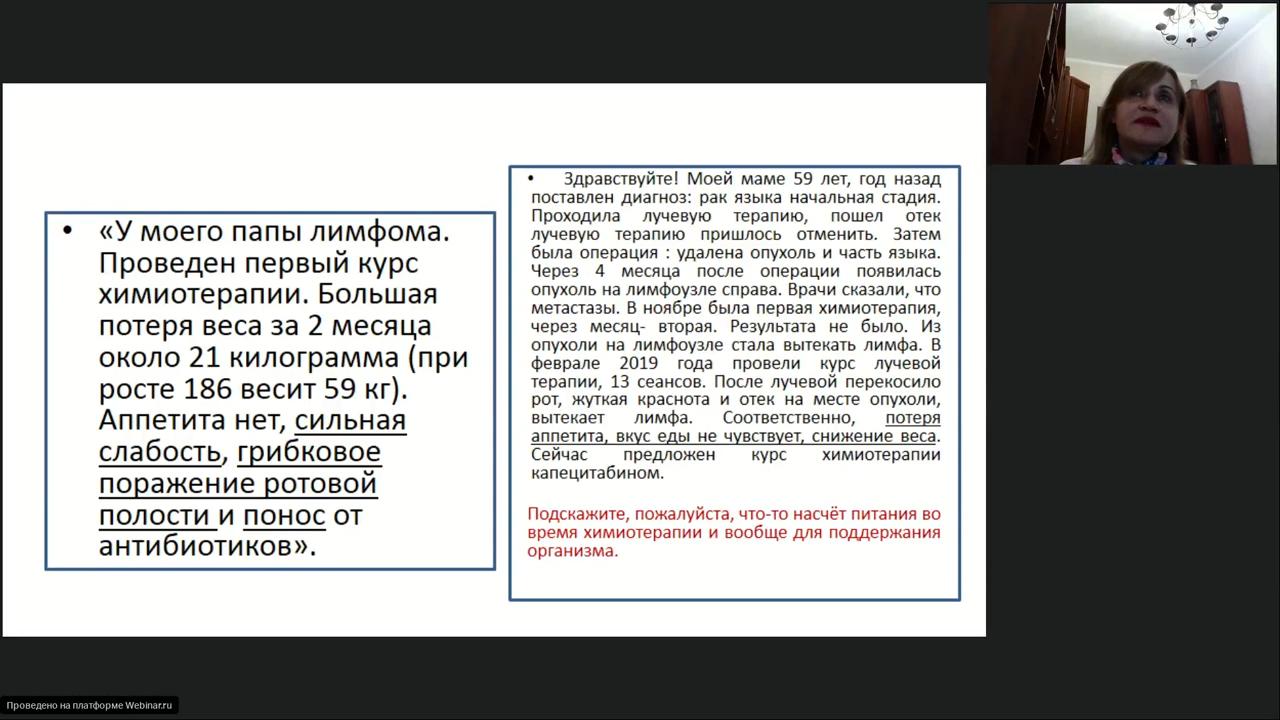 • «У моего папы лимфома.
Проведен первый курс
химиотерапии. Большая
потеря веса за 2 месяца
около 21 килограмма (при
росте 186 весит 59 кг).
Аппетита нет, сильная
слабость, грибковое
поражение ротовой
полости и понос от
антибиотиков».
• Здравствуйте! Моей маме 59 лет, год назад
поставлен диагноз: рак языка начальная стадия.
Проходила лучевую терапию, пошел отек
лучевую терапию пришлось отменить. Затем
была операция : удалена опухоль и часть языка.
Через 4 месяца после операции появилась
опухоль на лимфоузле справа. Врачи сказали, что
метастазы. В ноябре была первая химиотерапия,
через месяц- вторая. Результата не было. Из
опухоли на лимфоузле стала вытекать лимфа. В
феврале 2019 года провели курс лучевой
терапии, 13 сеансов. После лучевой перекосило
рот, жуткая краснота и отек на месте опухоли,
вытекает лимфа. Соответственно, потеря
аппетита, вкус еды не чувствует, снижение веса.
Сейчас предложен курс химиотерапии
капецитабином.
Подскажите, пожалуйста, что-то насчёт питания во
время химиотерапии и вообще для поддержания
организма.
Проведено на платформе Webinar.ru